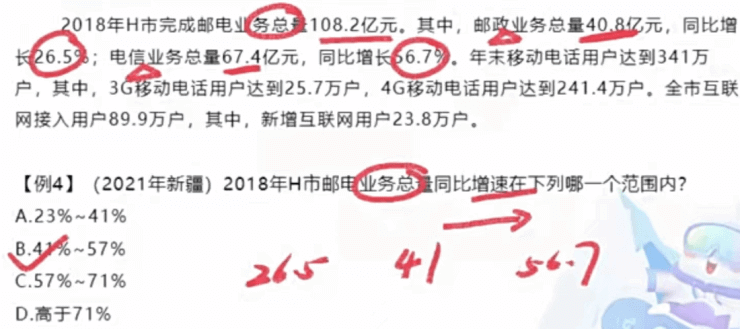 2018年H市完成邮电业务总量108.2亿元。其中，邮政业务总量40.8亿元，同比增
长26.5%；电信业务总量67.4亿元，同比增长56.7%。年末移动电话用户达到341万
户，其中，3G移动电话用户达到25.7万户，4G移动电话用户达到241.4万户。全市互联
网接入用户89.9万户，其中，新增互联网用户23.8万户。
【例4】（2021年新疆）2018年H市邮电业务总量同比增速在下列哪一个范围内？
A.23%~41%
B.41%~57%
C.57%~71%
D.高于71%
26.5 41 56.7